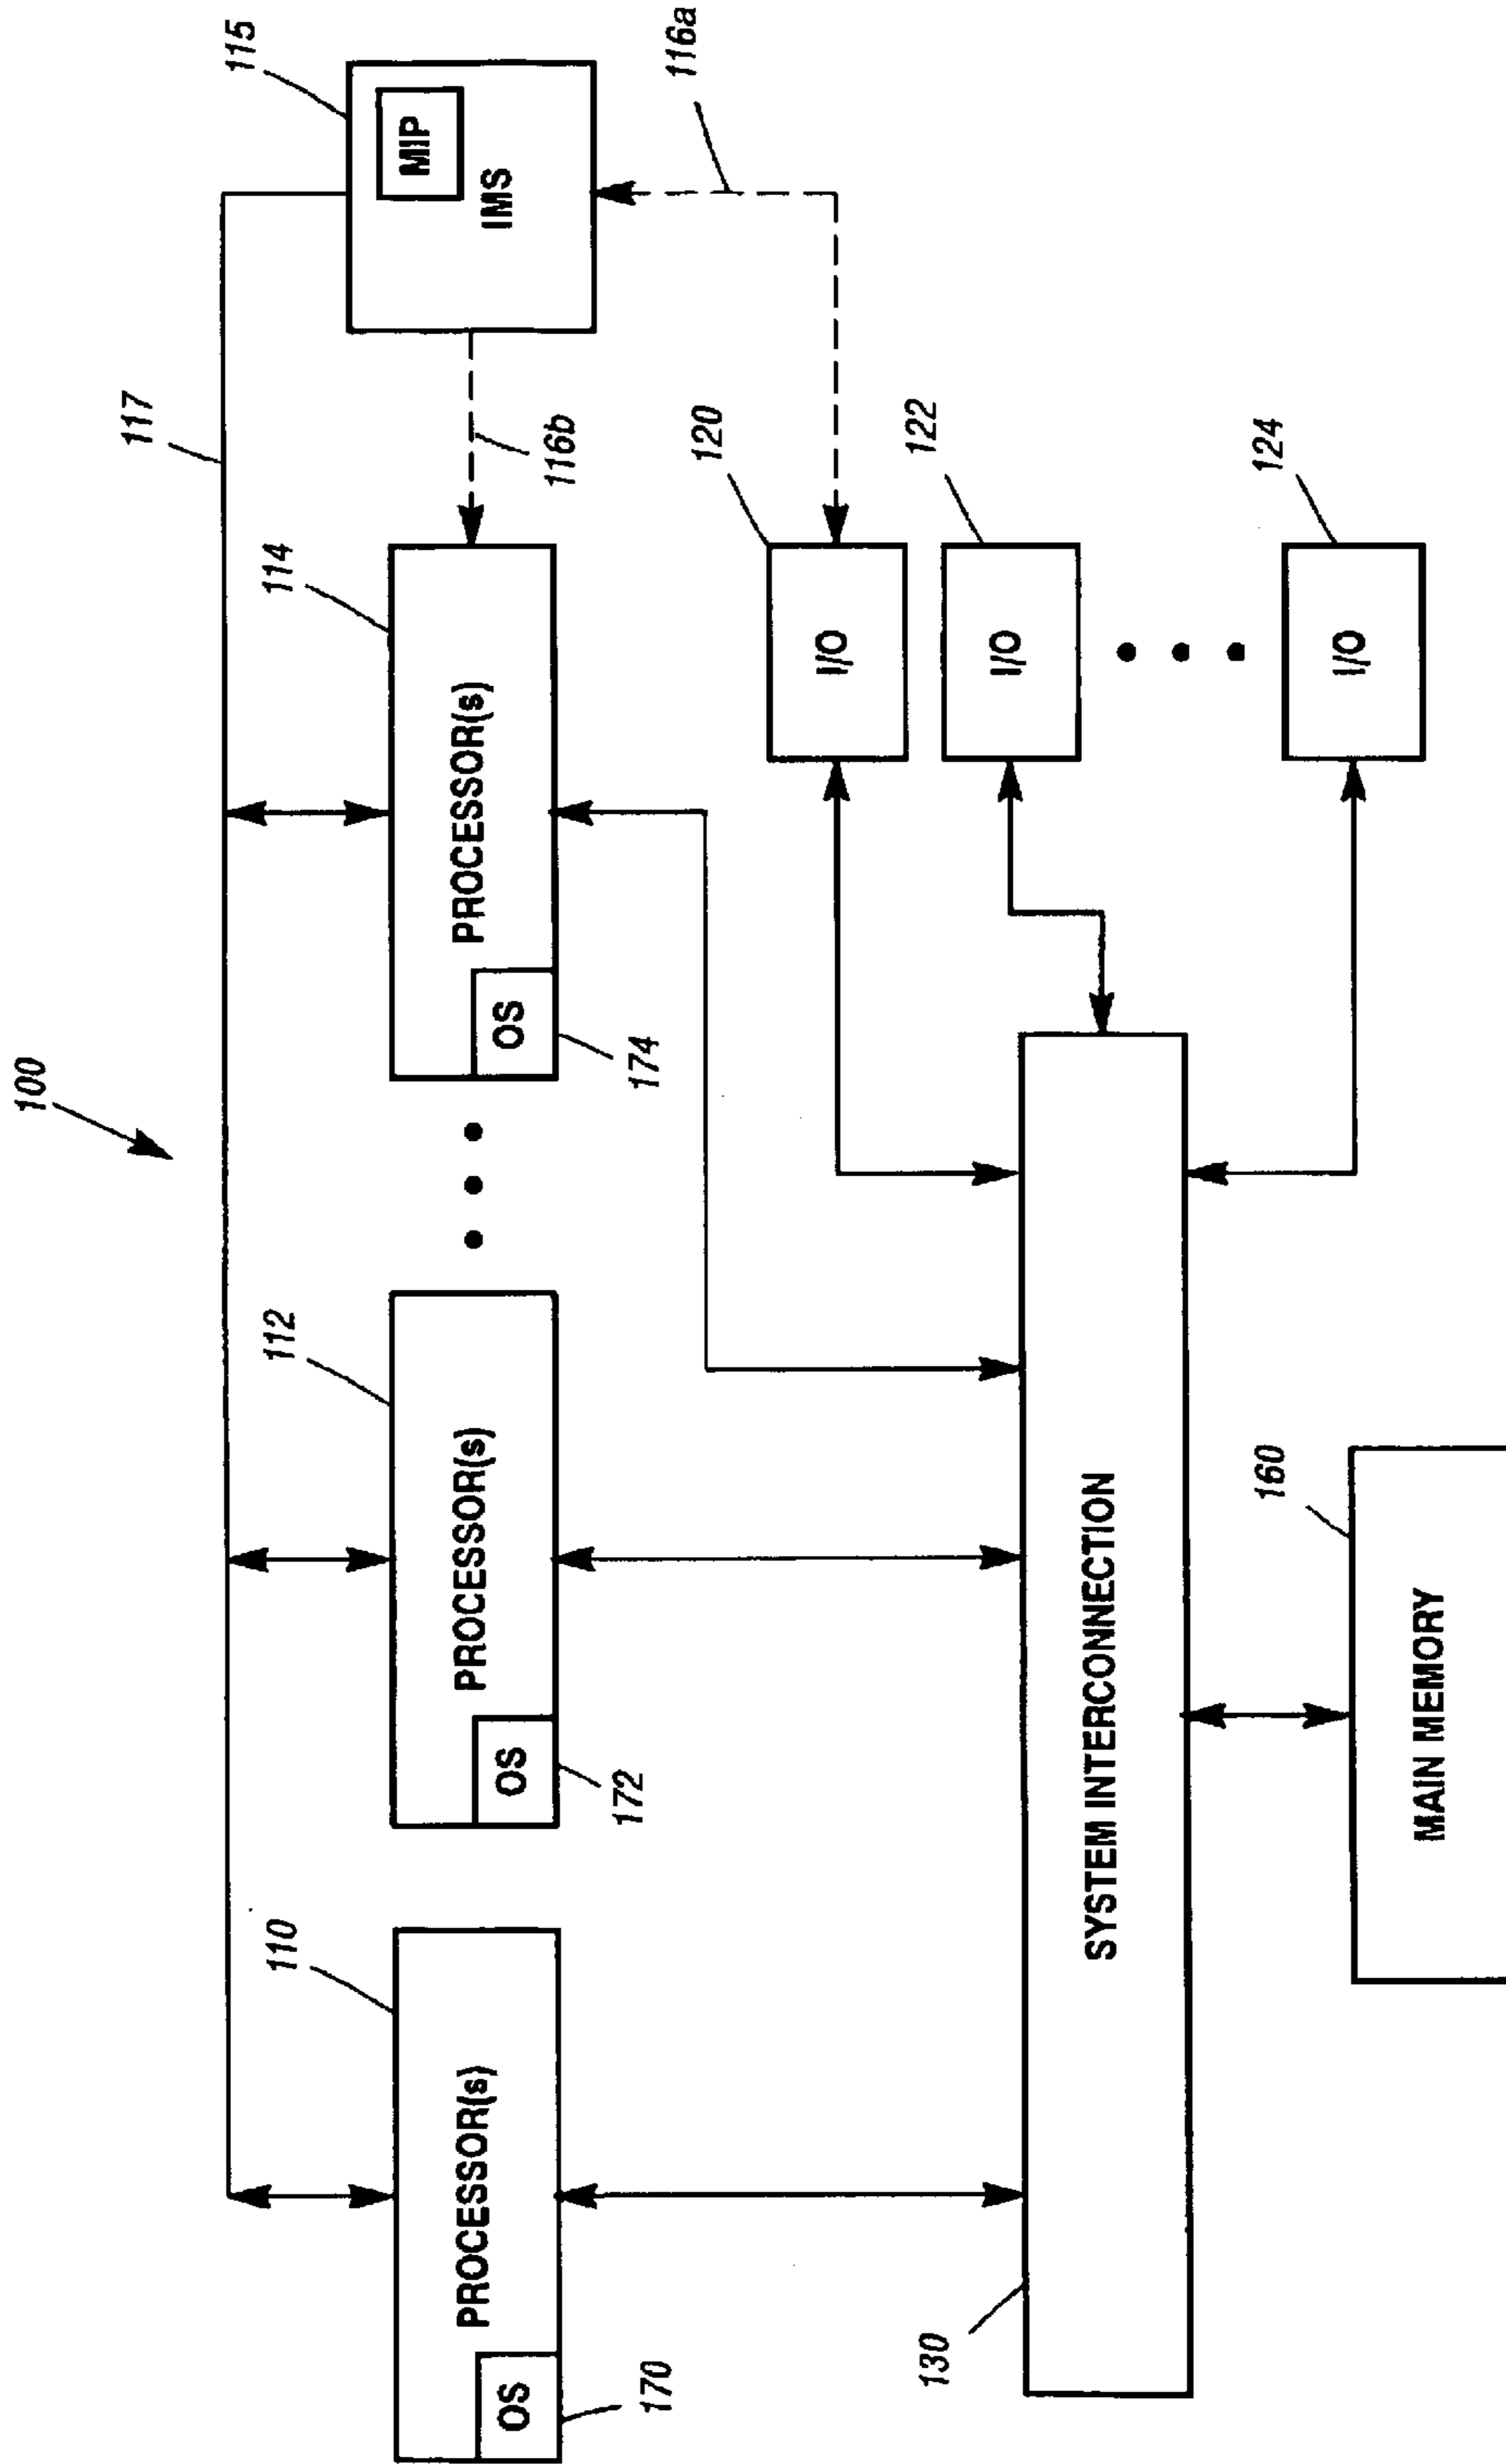 100
117
115
MIP
IMS
116a
116b
110
PROCESSOR(s)
OS
170
112
PROCESSOR(s)
OS
172
114
PROCESSOR(s)
OS
174
120
I/O
122
I/O
124
I/O
130
SYSTEM INTERCONNECTION
160
MAIN MEMORY